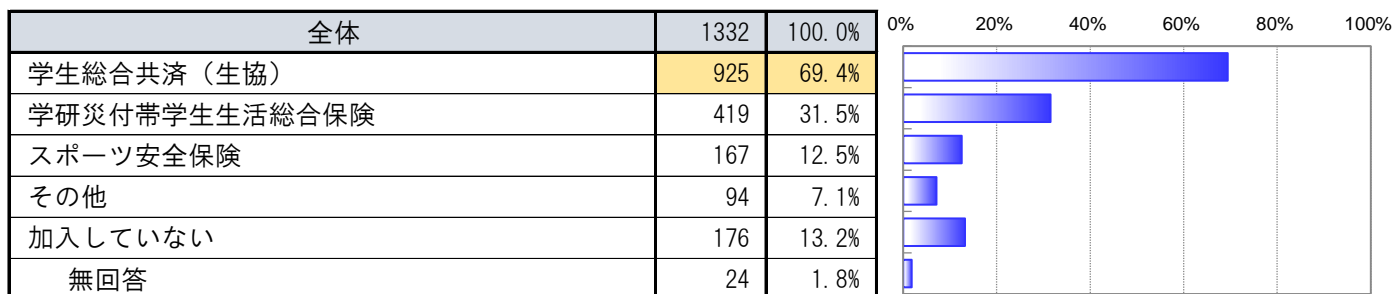 全体 1332 100.0%
学生総合共済（生協） 925 69.4%
学研災付帯学生生活総合保険 419 31.5%
スポーツ安全保険 167 12.5%
その他 94 7.1%
加入していない 176 13.2%
無回答 24 1.8%
0% 20% 40% 60% 80% 100%